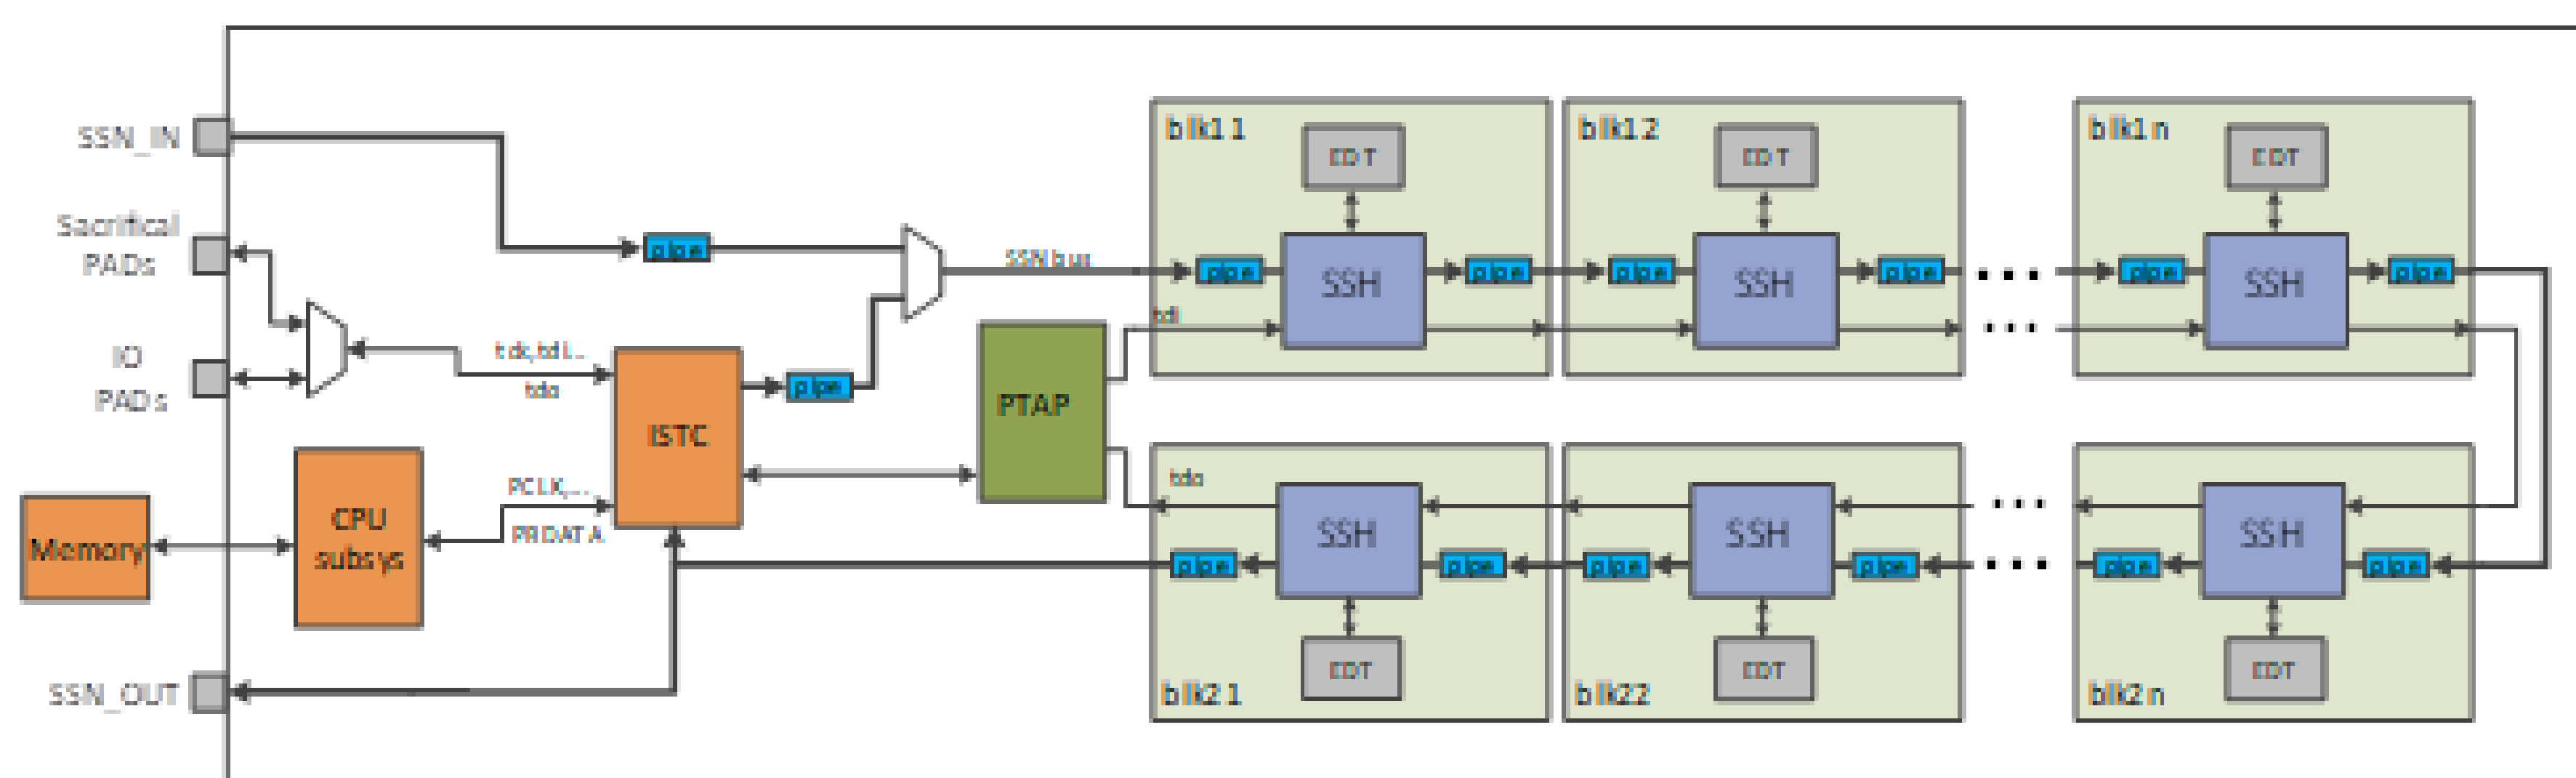 SSN_IN
Sacrifical
PADs
IO
PADs
SSN_OUT
Memory
CPU
subsys
tck,tdi...
tdo
PCLK,...
PRDATA
ISTC
pipe
pipe
SSN bus
PTAP
tdi
tdo
blk11
EDT
pipe
SSH
pipe
blk12
EDT
pipe
SSH
pipe
...
...
blk1n
EDT
pipe
SSH
pipe
SSH
pipe
pipe
EDT
blk21
SSH
pipe
pipe
EDT
blk22
...
...
SSH
pipe
pipe
EDT
blk2n